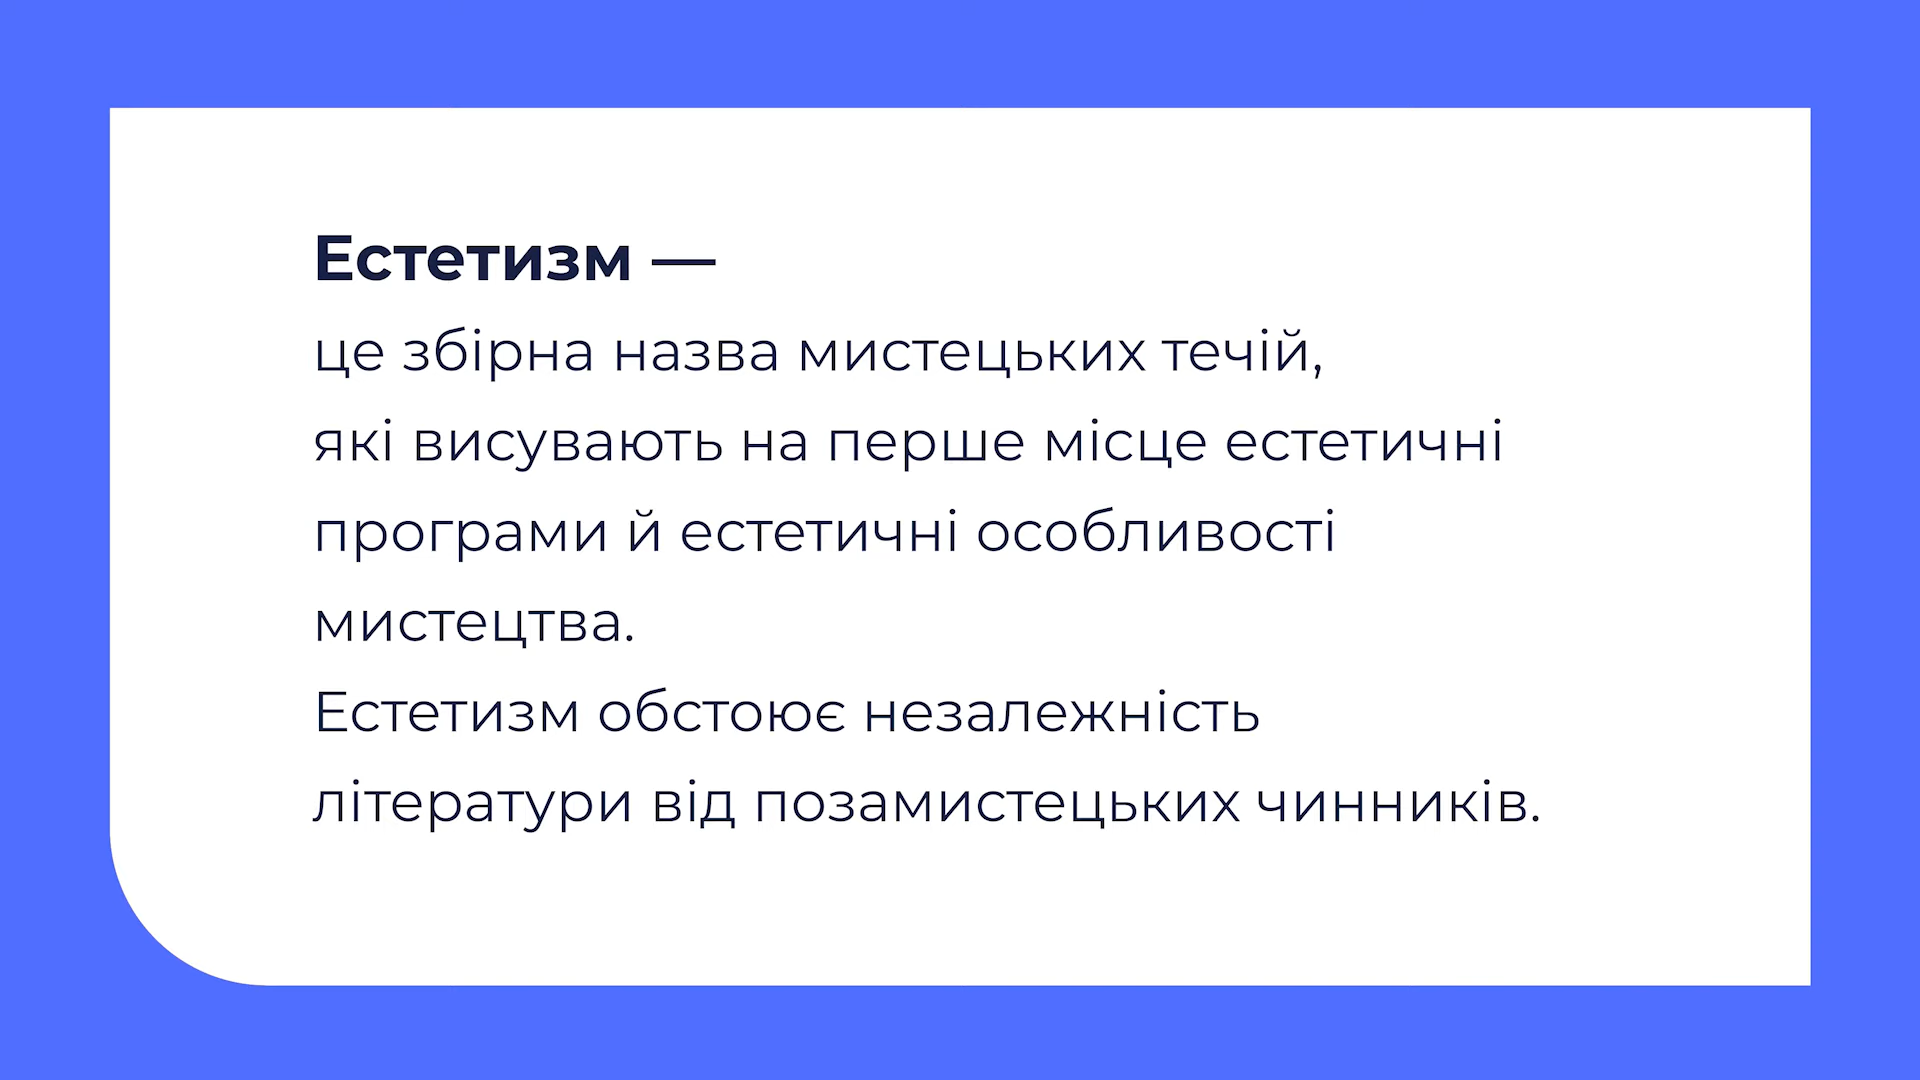 Естетизм —
це збірна назва мистецьких течій,
які висувають на перше місце естетичні
програми й естетичні особливості
мистецтва.
Естетизм обстоює незалежність
літератури від позамистецьких чинників.